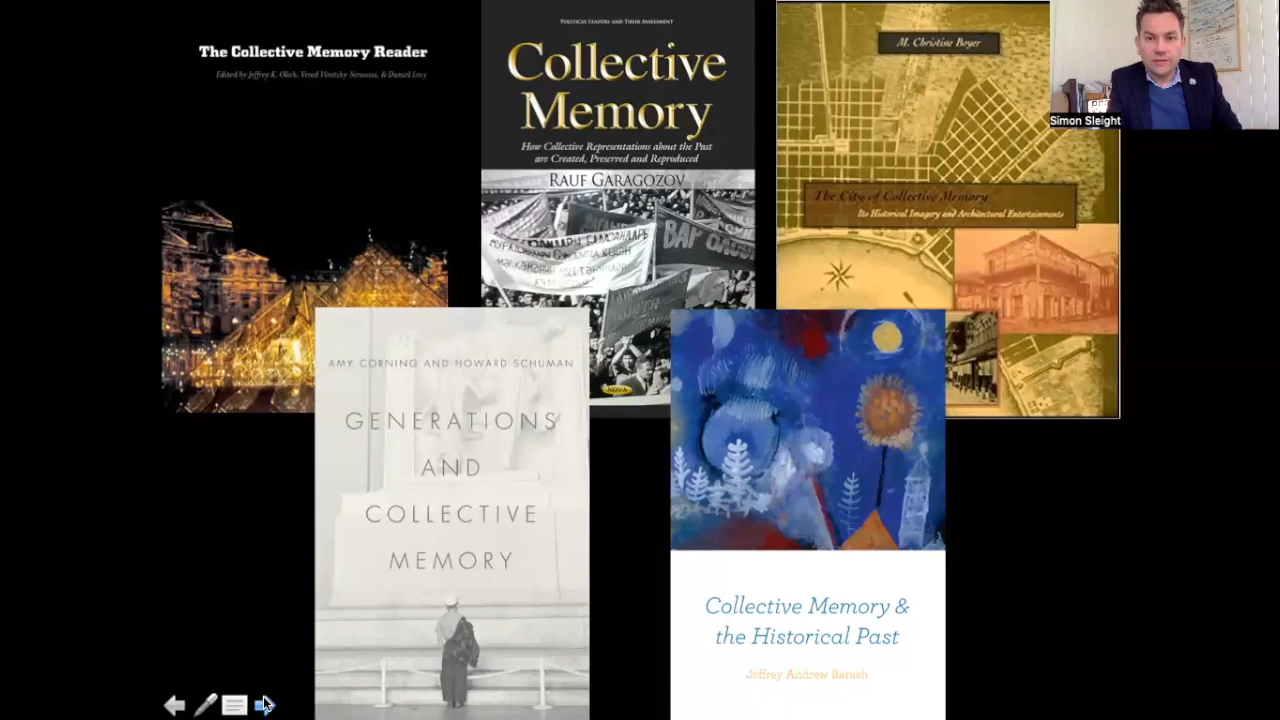 The Collective Memory Reader
Edited by Jeffrey K. Olick, Vered Vinitzky-Seroussi, & Daniel Levy
POLITICAL LEADERS AND THEIR ASSESSMENT
Collective
Memory
How Collective Representations about the Past
are Created, Preserved and Reproduced
RAUF GARAGOZOV
ВАР
NOVA
M. Christine Boyer
The City of Collective Memory
Its Historical Imagery and Architectural Entertainments
Simon Sleight
AMY CORNING AND HOWARD SCHUMAN
GENERATIONS
AND
COLLECTIVE
MEMORY
Collective Memory &
the Historical Past
Jeffrey Andrew Barash